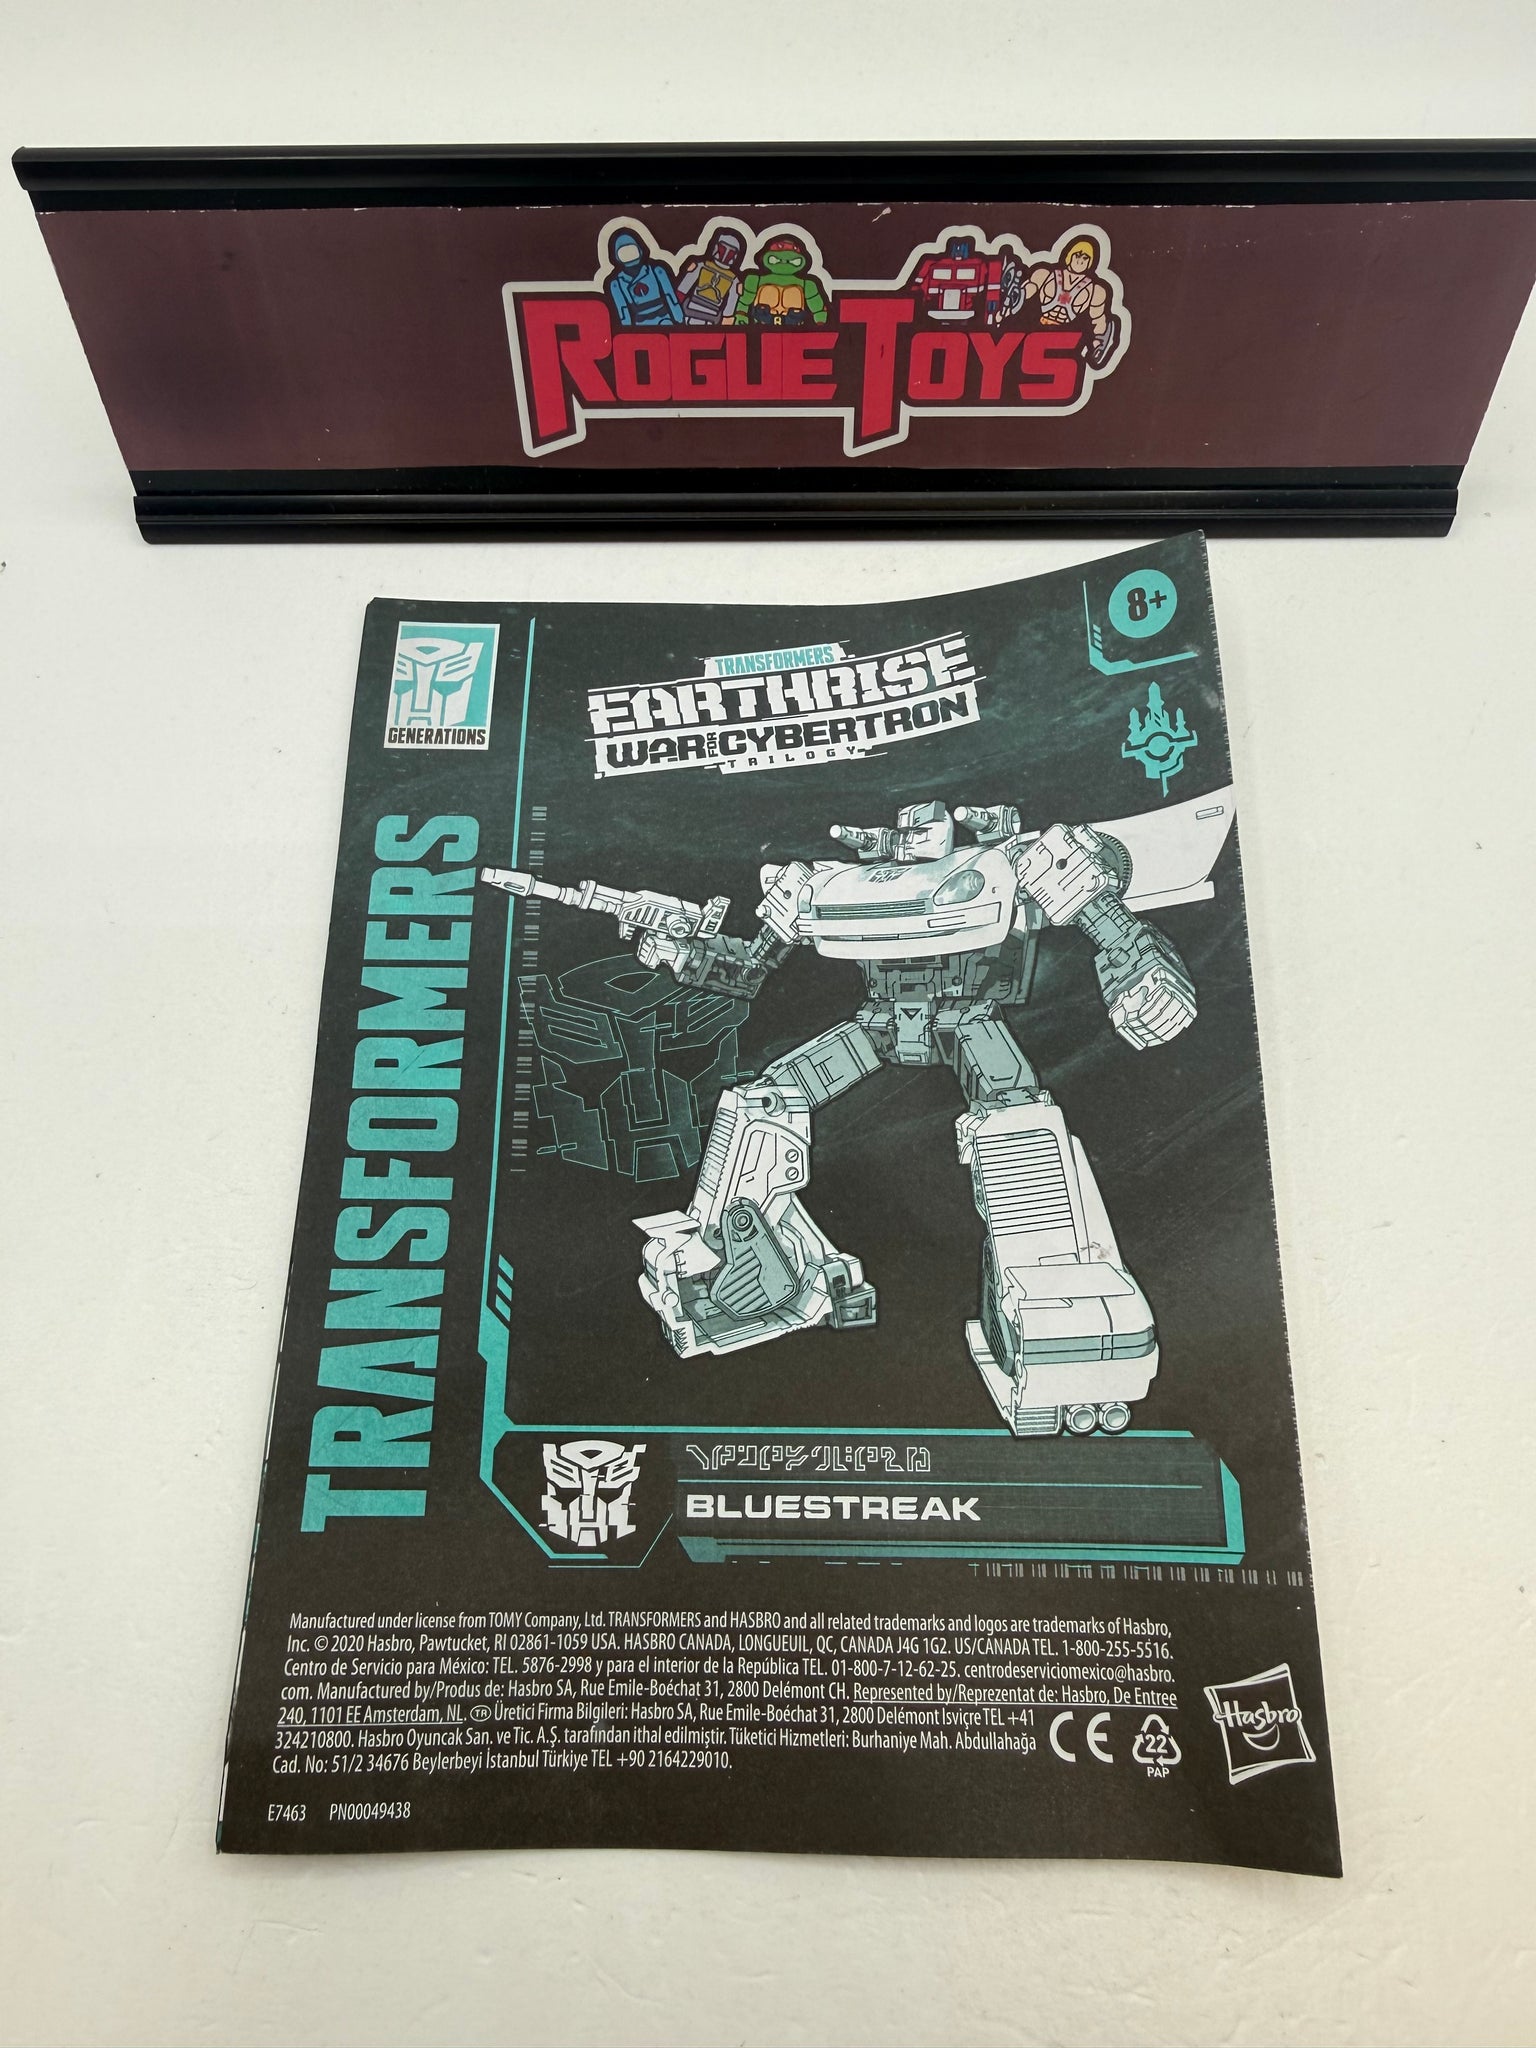 ROGUE TOYS
GENERATIONS
TRANSFORMERS
EARTHRISE
WAR FOR CYBERTRON
TRILOGY
8+
TRANSFORMERS
BLUESTREAK
Manufactured under license from TOMY Company, Ltd. TRANSFORMERS and HASBRO and all related trademarks and logos are trademarks of Hasbro,
Inc. © 2020 Hasbro, Pawtucket, RI 02861-1059 USA. HASBRO CANADA, LONGUEUIL, QC, CANADA J4G 1G2. US/CANADA TEL. 1-800-255-5516.
Centro de Servicio para México: TEL. 5876-2998 y para el interior de la República TEL. 01-800-7-12-62-25. centrodeserviciomexico@hasbro.
com. Manufactured by/Produs de: Hasbro SA, Rue Emile-Boéchat 31, 2800 Delémont CH. Represented by/Reprezentat de: Hasbro, De Entree
240, 1101 EE Amsterdam, NL. TR Üretici Firma Bilgileri: Hasbro SA, Rue Emile-Boéchat 31, 2800 Delémont Isviçre TEL +41
324210800. Hasbro Oyuncak San. ve Tic. A.Ş. tarafından ithal edilmiştir. Tüketici Hizmetleri: Burhaniye Mah. Abdullahağa
Cad. No: 51/2 34676 Beylerbeyi İstanbul Türkiye TEL +90 2164229010.
CE
22
PAP
Hasbro
E7463 PN00049438